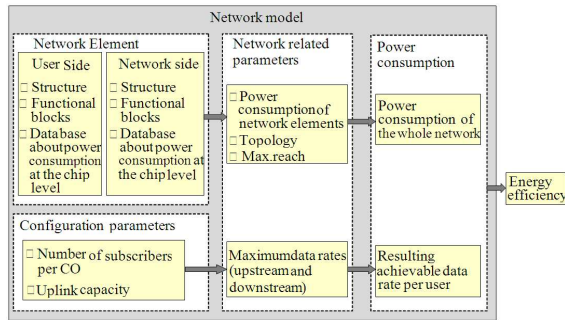 Network model
Network Element
User Side
□ Structure
□ Functional
blocks
□ Database
about power
consumption
at the chip
level
Network side
□ Structure
□ Functional
blocks
□ Database
about power
consumption at
the chip level
Network related
parameters
□ Power
consumption of
network elements
□ Topology
□ Max.reach
Power
consumption
Power
consumption of
the whole network
Energy
efficiency
Configuration parameters
□ Number of subscribers
per CO
□ Uplink capacity
Maximumdata rates
(upstream and
downstream)
Resulting
achievable data
rate per user